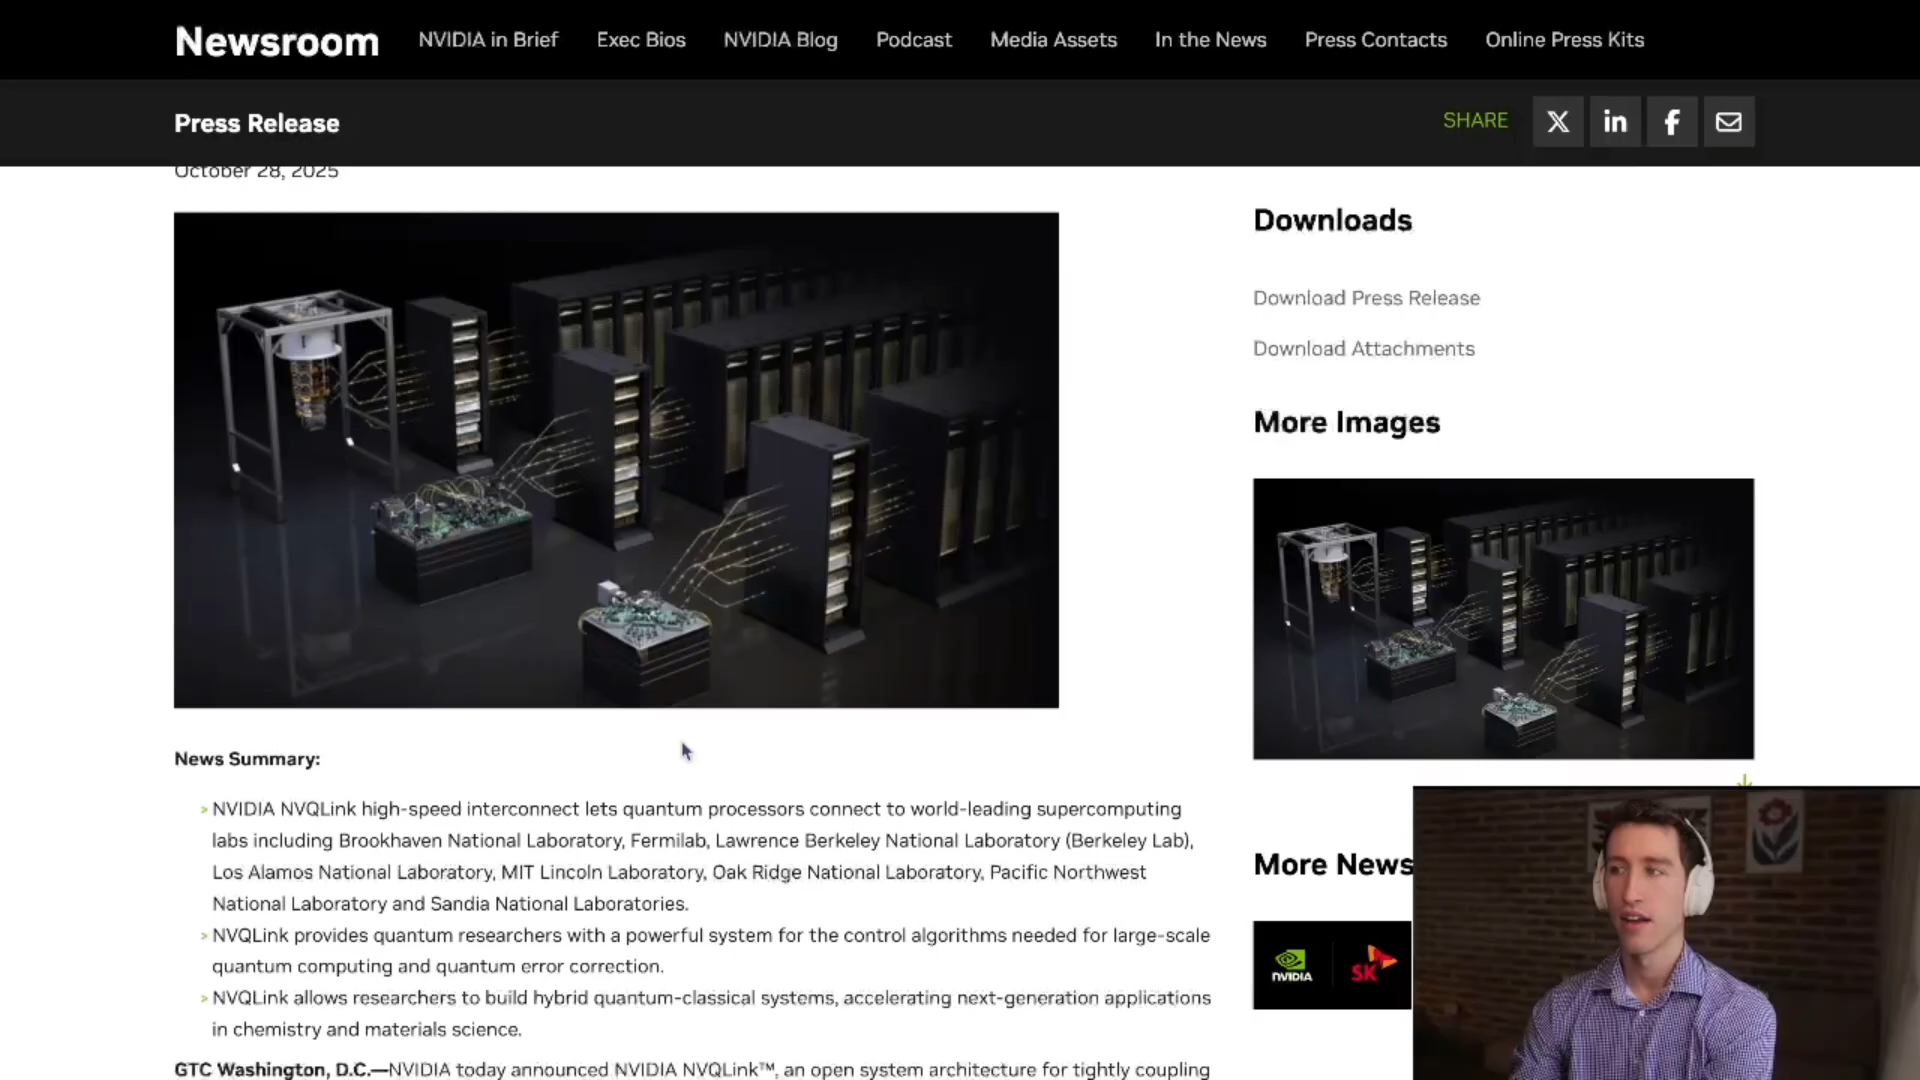 Newsroom
NVIDIA in Brief
Exec Bios
NVIDIA Blog
Podcast
Media Assets
In the News
Press Contacts
Online Press Kits
Press Release
SHARE
October 28, 2025
Downloads
Download Press Release
Download Attachments
More Images
News Summary:
> NVIDIA NVQLink high-speed interconnect lets quantum processors connect to world-leading supercomputing
labs including Brookhaven National Laboratory, Fermilab, Lawrence Berkeley National Laboratory (Berkeley Lab),
Los Alamos National Laboratory, MIT Lincoln Laboratory, Oak Ridge National Laboratory, Pacific Northwest
National Laboratory and Sandia National Laboratories.
> NVQLink provides quantum researchers with a powerful system for the control algorithms needed for large-scale
quantum computing and quantum error correction.
> NVQLink allows researchers to build hybrid quantum-classical systems, accelerating next-generation applications
in chemistry and materials science.
GTC Washington, D.C.—NVIDIA today announced NVIDIA NVQLink™, an open system architecture for tightly coupling
More News
NVIDIA
SK